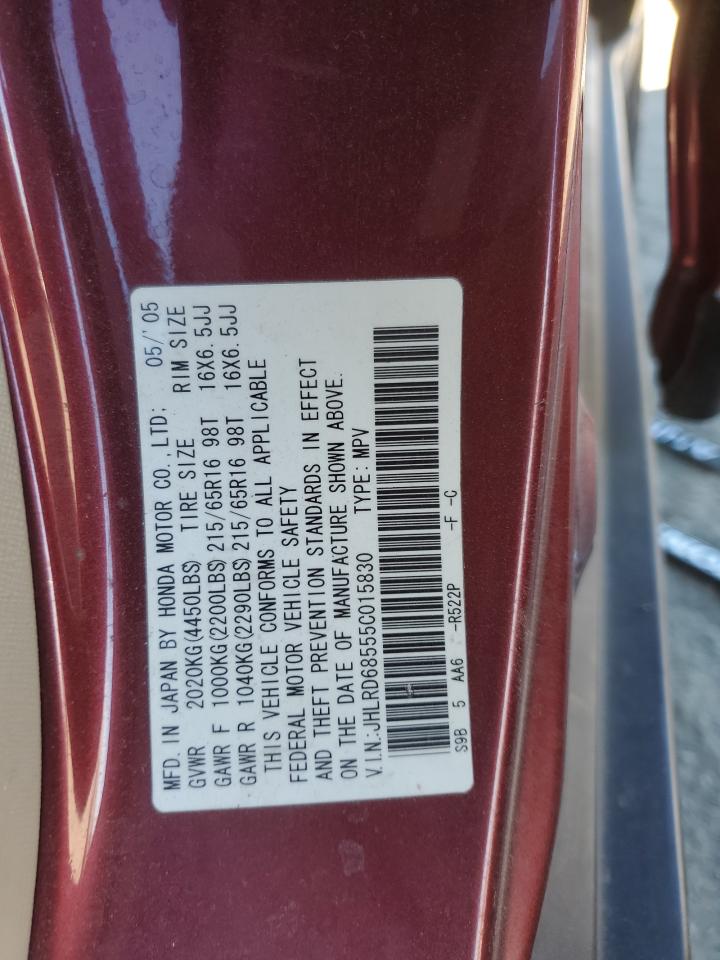 MFD. IN JAPAN BY HONDA MOTOR CO.,LTD; 05/'05
GVWR 2020KG(4450LBS) TIRE SIZE RIM SIZE
GAWR F 1000KG(2200LBS) 215/65R16 98T 16X6.5JJ
GAWR R 1040KG(2290LBS) 215/65R16 98T 16X6.5JJ
THIS VEHICLE CONFORMS TO ALL APPLICABLE
FEDERAL MOTOR VEHICLE SAFETY
AND THEFT PREVENTION STANDARDS IN EFFECT
ON THE DATE OF MANUFACTURE SHOWN ABOVE.
V.I.N.:JHLRD68555C015830 TYPE:MPV
S9B 5 AA6 -R522P -F -C